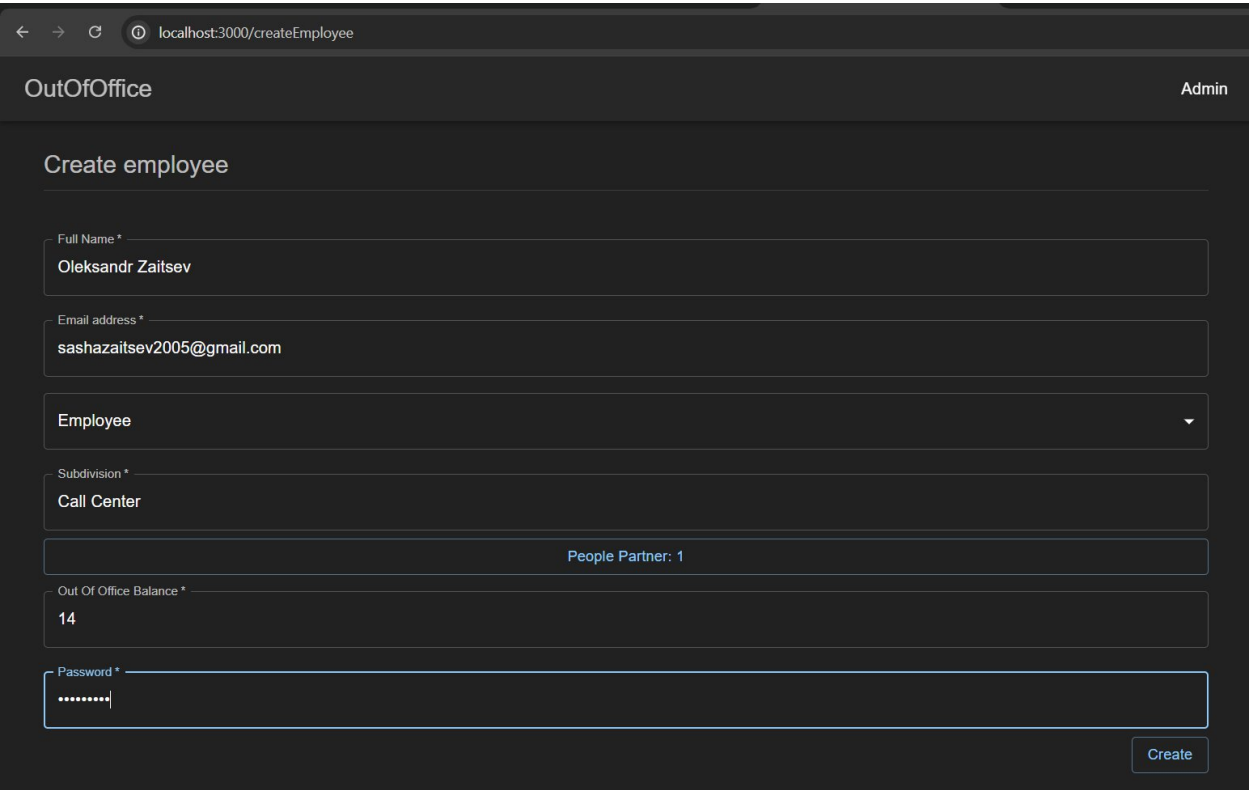 localhost:3000/createEmployee
OutOfOffice
Admin
Create employee
Full Name *
Oleksandr Zaitsev
Email address *
sashazaitsev2005@gmail.com
Employee
Subdivision *
Call Center
People Partner: 1
Out Of Office Balance *
14
Password *
•••••••••
Create